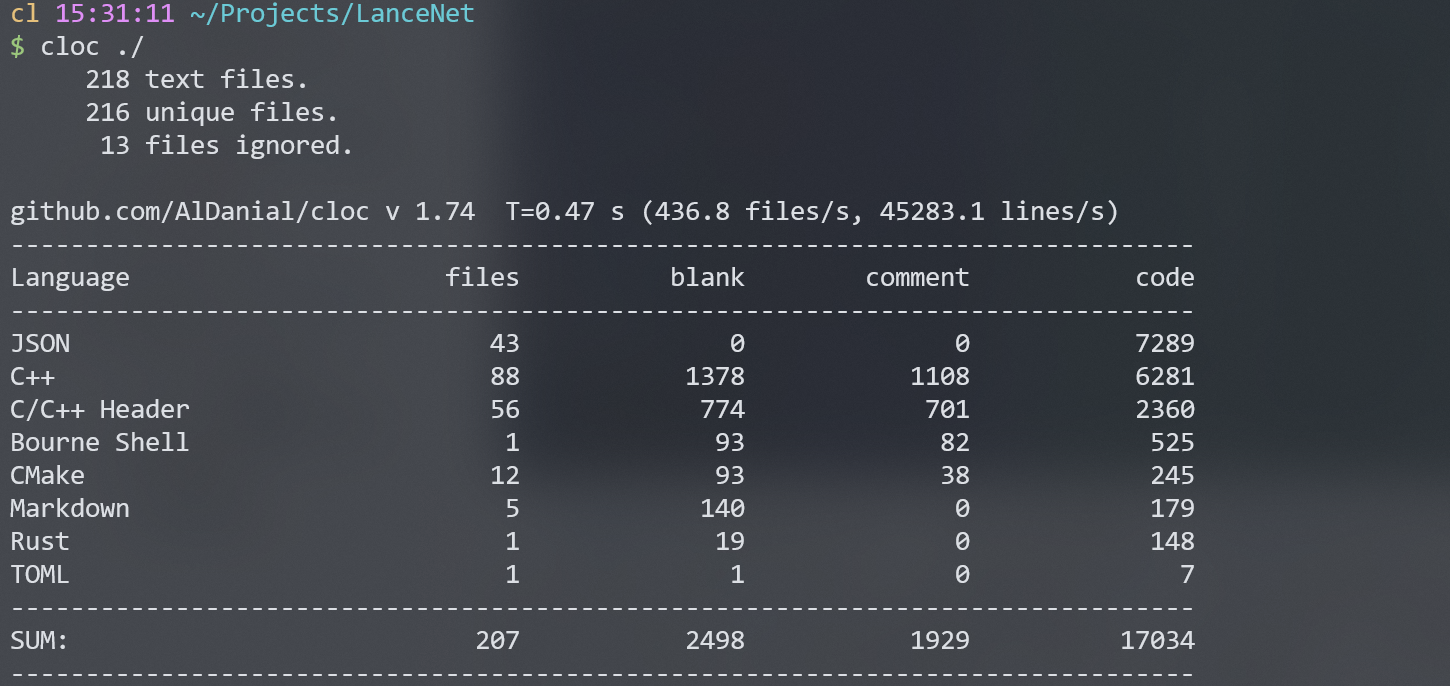 cl 15:31:11 ~/Projects/LanceNet
$ cloc ./
     218 text files.
     216 unique files.
      13 files ignored.

github.com/AlDanial/cloc v 1.74  T=0.47 s (436.8 files/s, 45283.1 lines/s)
-------------------------------------------------------------------------------
Language                     files          blank        comment           code
-------------------------------------------------------------------------------
JSON                            43              0              0           7289
C++                             88           1378           1108           6281
C/C++ Header                    56            774            701           2360
Bourne Shell                     1             93             82            525
CMake                           12             93             38            245
Markdown                         5            140              0            179
Rust                             1             19              0            148
TOML                             1              1              0              7
-------------------------------------------------------------------------------
SUM:                           207           2498           1929          17034
-------------------------------------------------------------------------------